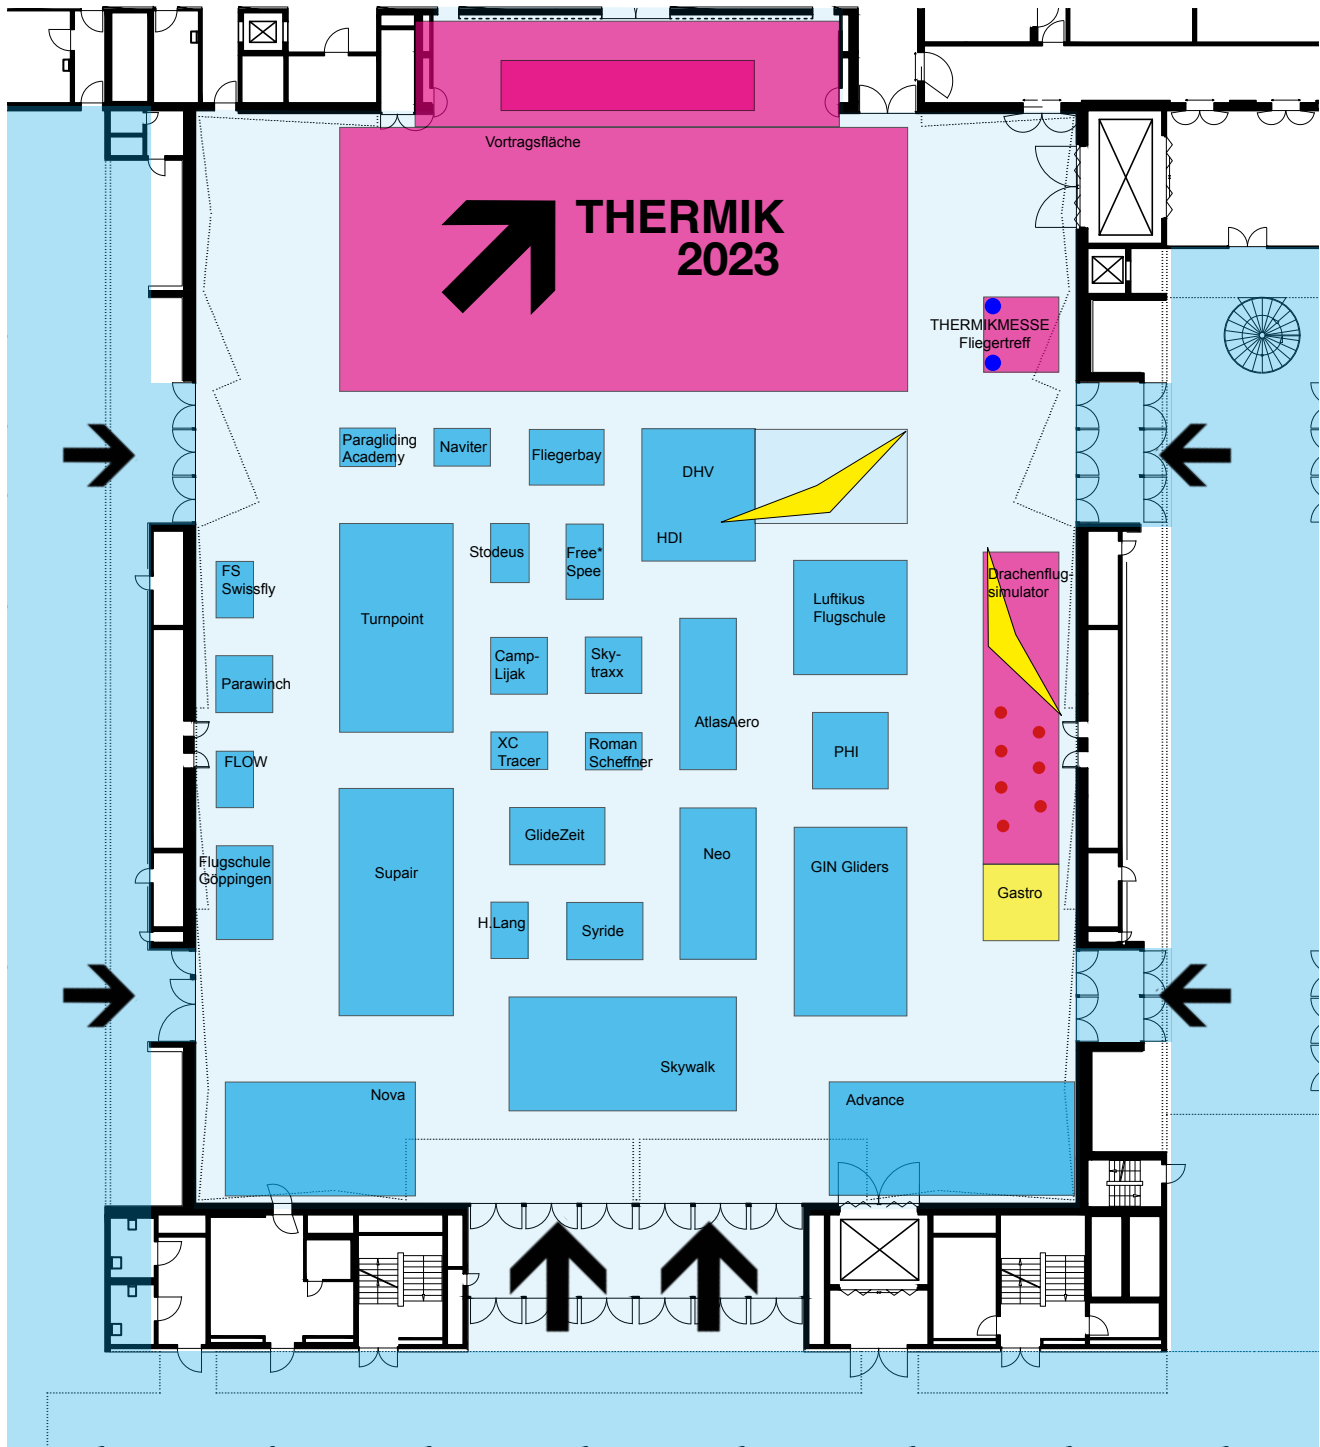 Vortragsfläche
THERMIK
2023
THERMIKMESSE
Fliegertreff
Paragliding
Academy
Naviter
Fliegerbay
DHV
HDI
Stodeus
Free*
Spee
FS
Swissfly
Turnpoint
Luftikus
Flugschule
Drachenflug-
simulator
Camp-
Lijak
Sky-
traxx
Parawinch
AtlasAero
XC
Tracer
Roman
Scheffner
PHI
FLOW
GlideZeit
Neo
GIN Gliders
Flugschule
Göppingen
Supair
Gastro
H.Lang
Syride
Skywalk
Nova
Advance